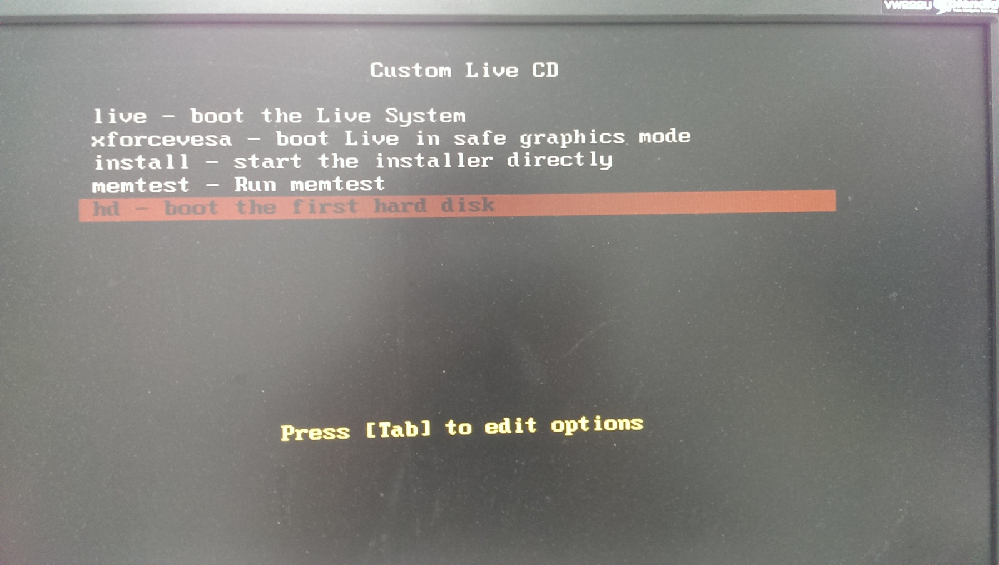 VW222U
Custom Live CD
live - boot the Live System
xforcevesa - boot Live in safe graphics mode
install - start the installer directly
memtest - Run memtest
hd - boot the first hard disk
Press [Tab] to edit options